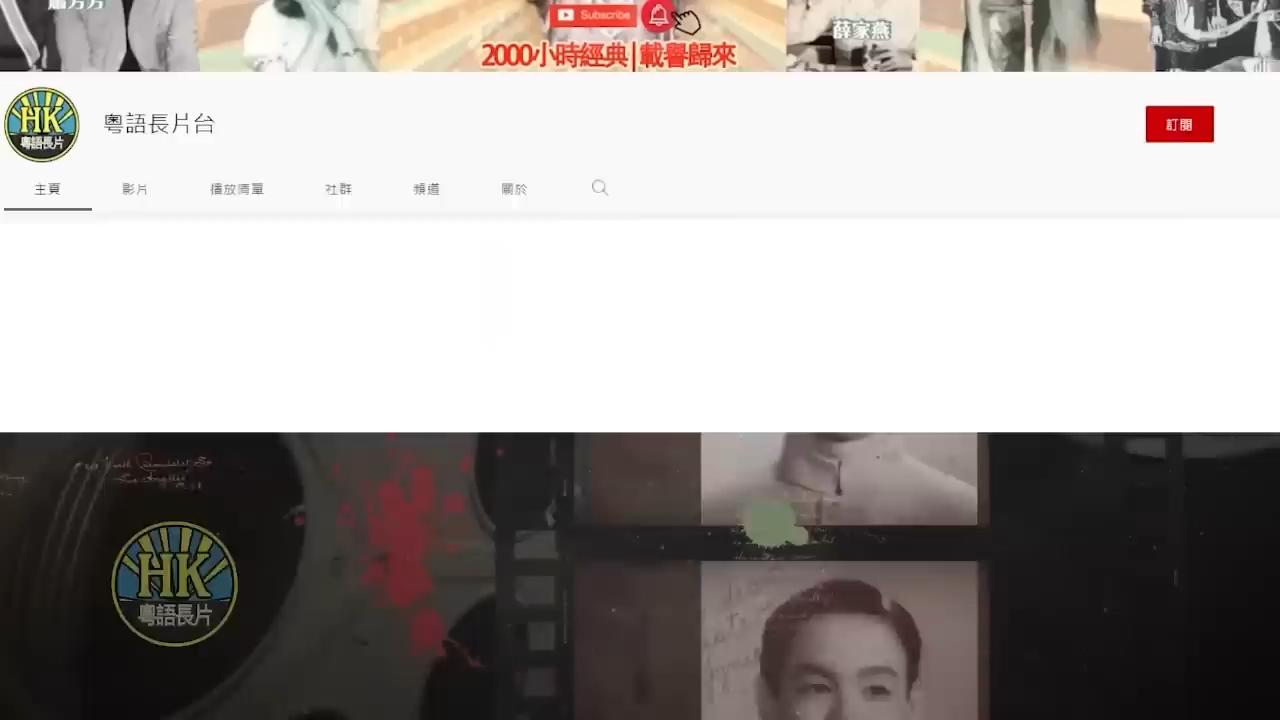 Subscribe
薛家燕
2000小時經典|載譽歸來
HK
粵語長片
粵語長片台
訂閱
主頁
影片
播放清單
社群
頻道
關於
HK
粵語長片